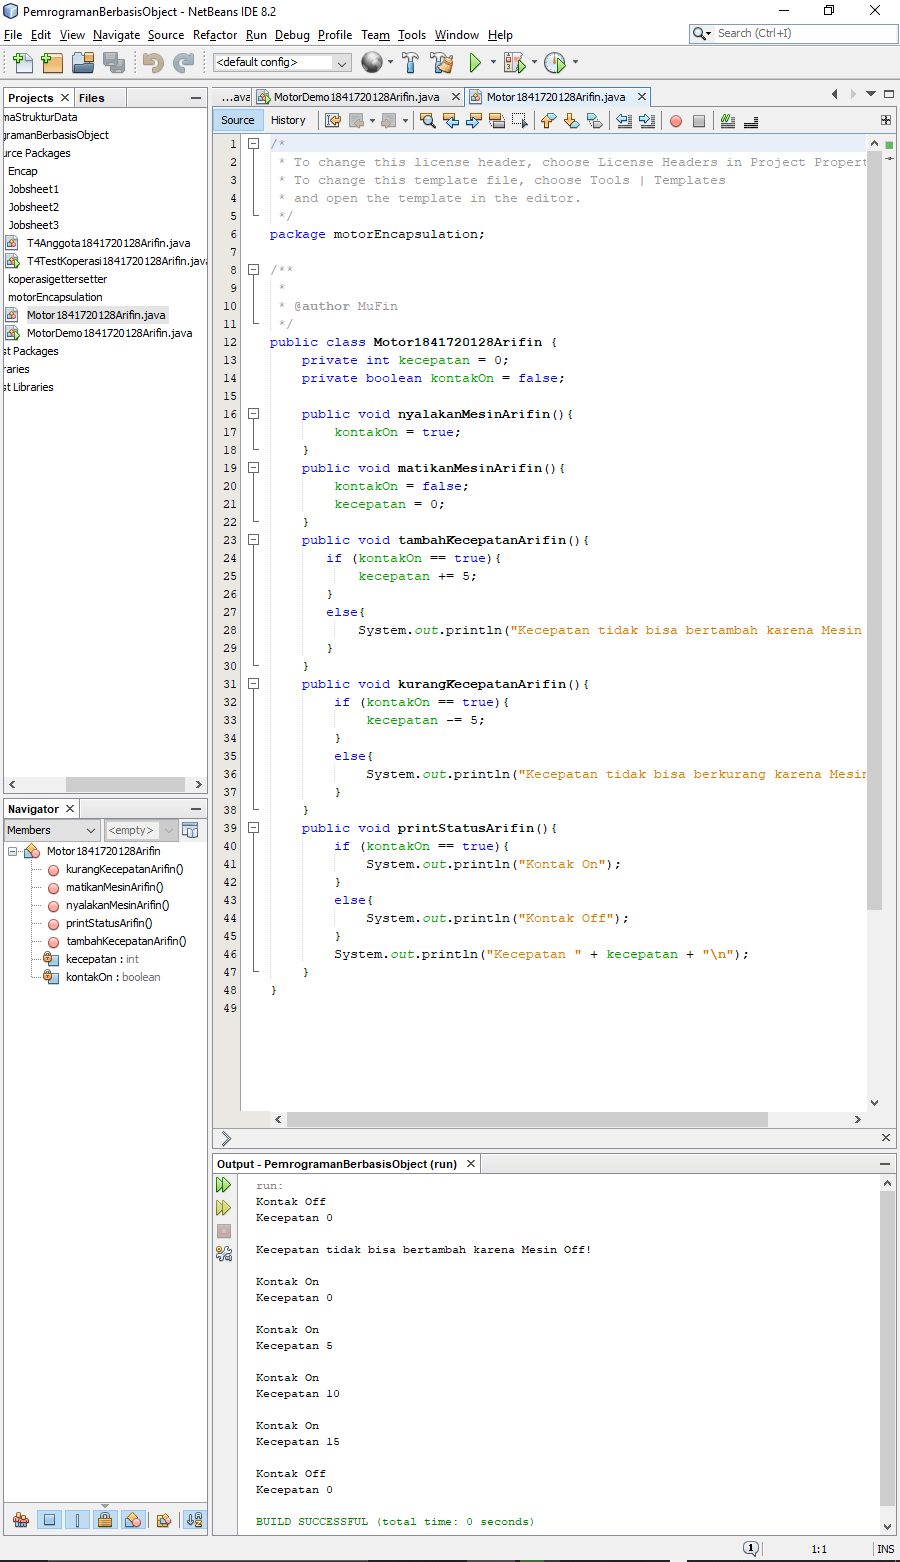 PemrogramanBerbasisObject - NetBeans IDE 8.2
File Edit View Navigate Source Refactor Run Debug Profile Team Tools Window Help
Search (Ctrl+I)
<default config>
Projects Files
maStrukturData
gramanBerbasisObject
urce Packages
Encap
Jobsheet1
Jobsheet2
Jobsheet3
T4Anggota1841720128Arifin.java
T4TestKoperasi1841720128Arifin.java
koperasigettersetter
motorEncapsulation
Motor1841720128Arifin.java
MotorDemo1841720128Arifin.java
st Packages
raries
st Libraries
Navigator
Members <empty>
Motor1841720128Arifin
kurangKecepatanArifin()
matikanMesinArifin()
nyalakanMesinArifin()
printStatusArifin()
tambahKecepatanArifin()
kecepatan : int
kontakOn : boolean
...ava MotorDemo1841720128Arifin.java Motor1841720128Arifin.java
Source History
1 /*
2 * To change this license header, choose License Headers in Project Propert
3 * To change this template file, choose Tools | Templates
4 * and open the template in the editor.
5 */
6 package motorEncapsulation;
7
8 /**
9 *
10 * @author MuFin
11 */
12 public class Motor1841720128Arifin {
13 private int kecepatan = 0;
14 private boolean kontakOn = false;
15
16 public void nyalakanMesinArifin(){
17 kontakOn = true;
18 }
19 public void matikanMesinArifin(){
20 kontakOn = false;
21 kecepatan = 0;
22 }
23 public void tambahKecepatanArifin(){
24 if (kontakOn == true){
25 kecepatan += 5;
26 }
27 else{
28 System.out.println("Kecepatan tidak bisa bertambah karena Mesin
29 }
30 }
31 public void kurangKecepatanArifin(){
32 if (kontakOn == true){
33 kecepatan -= 5;
34 }
35 else{
36 System.out.println("Kecepatan tidak bisa berkurang karena Mesin
37 }
38 }
39 public void printStatusArifin(){
40 if (kontakOn == true){
41 System.out.println("Kontak On");
42 }
43 else{
44 System.out.println("Kontak Off");
45 }
46 System.out.println("Kecepatan " + kecepatan + "\n");
47 }
48 }
49
Output - PemrogramanBerbasisObject (run)
run:
Kontak Off
Kecepatan 0
Kecepatan tidak bisa bertambah karena Mesin Off!
Kontak On
Kecepatan 0
Kontak On
Kecepatan 5
Kontak On
Kecepatan 10
Kontak On
Kecepatan 15
Kontak Off
Kecepatan 0
BUILD SUCCESSFUL (total time: 0 seconds)
1 1:1 INS